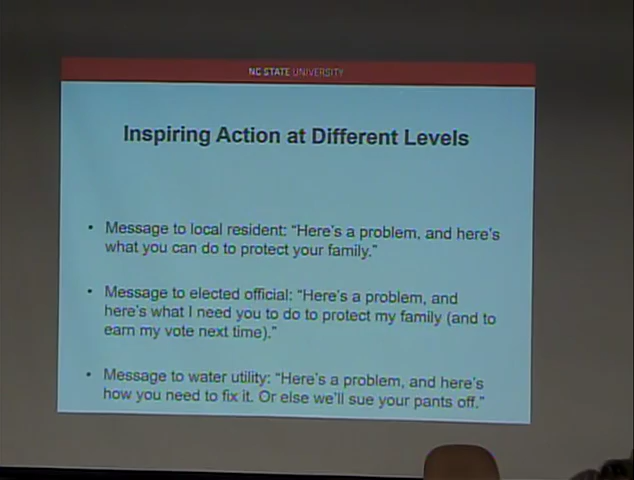 NC STATE UNIVERSITY
Inspiring Action at Different Levels
• Message to local resident: “Here’s a problem, and here’s
what you can do to protect your family.”
• Message to elected official: “Here’s a problem, and
here’s what I need you to do to protect my family (and to
earn my vote next time).”
• Message to water utility: “Here’s a problem, and here’s
how you need to fix it. Or else we’ll sue your pants off.”